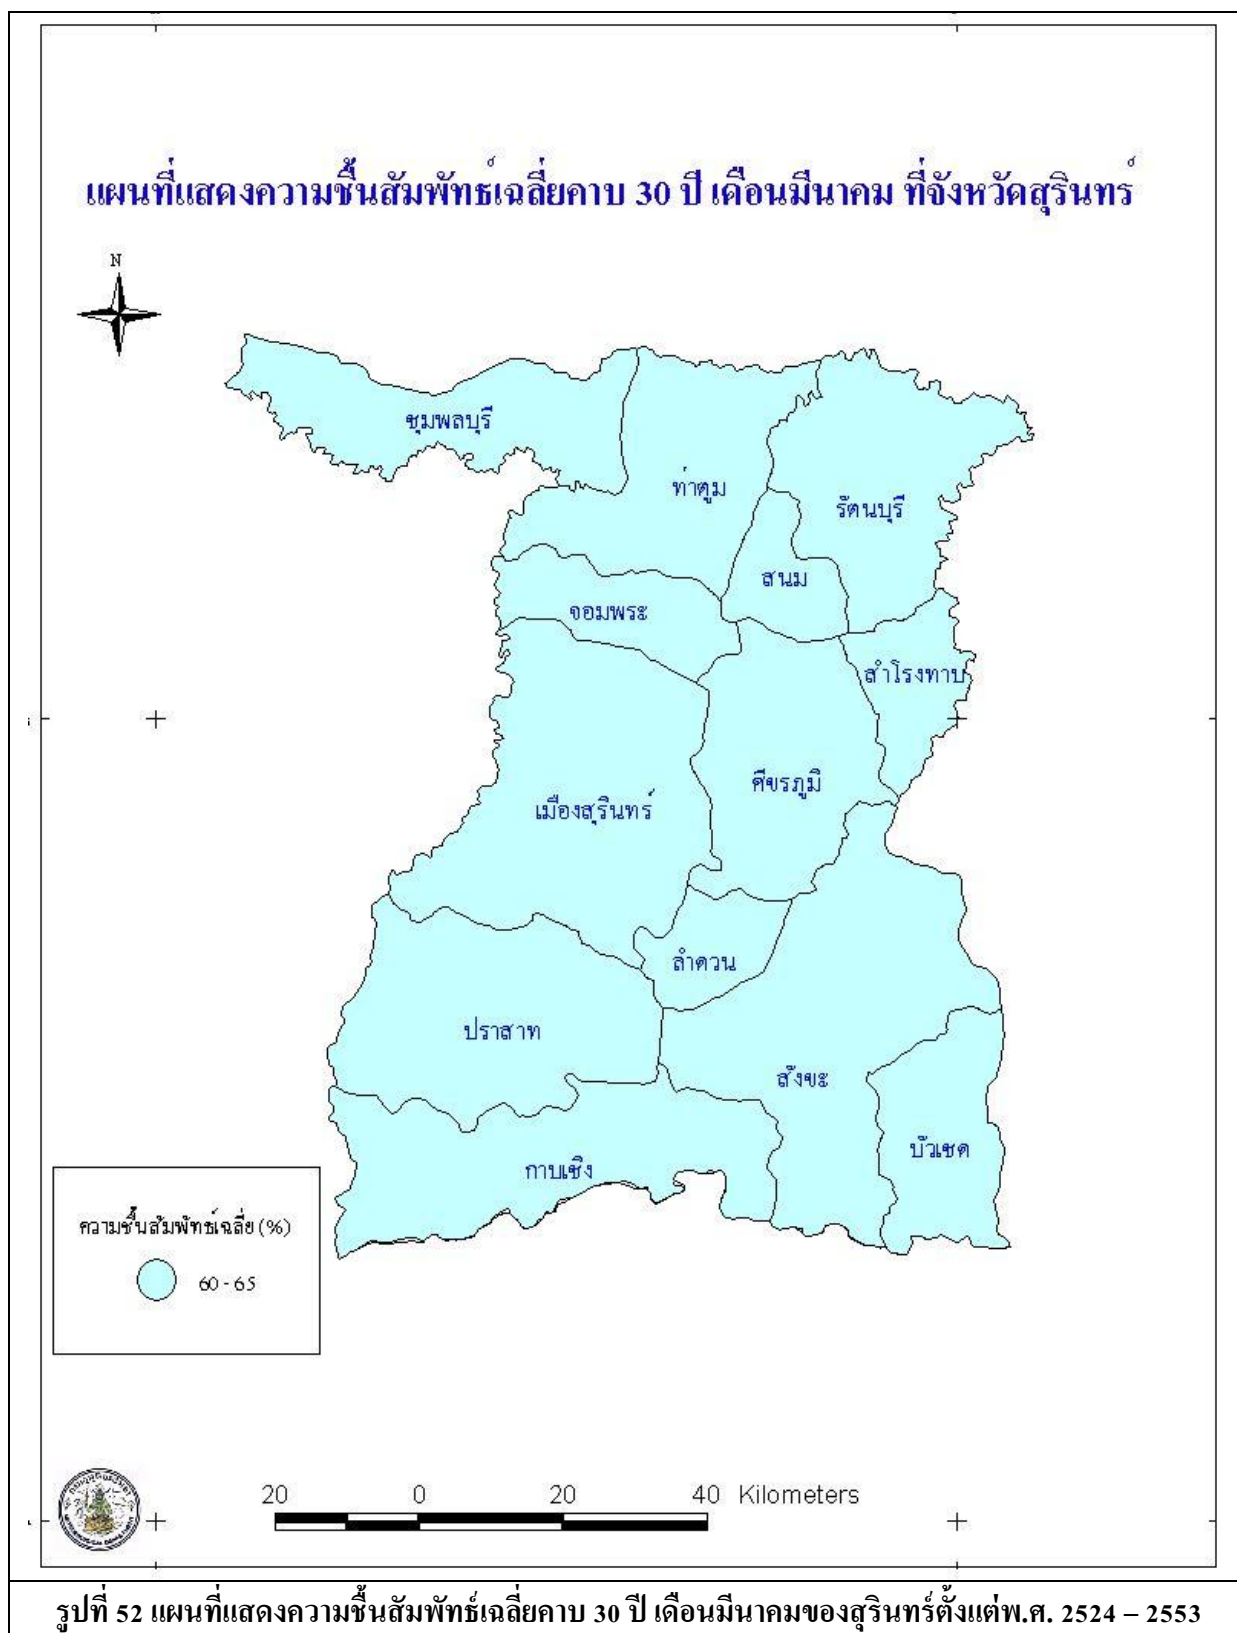 แผนที่แสดงความชื้นสัมพัทธ์เฉลี่ยคาบ 30 ปี เดือนมีนาคม ที่จังหวัดสุรินทร์
N
ชุมพลบุรี
ท่าตูม
รัตนบุรี
สนม
จอมพระ
สำโรงทาบ
ศีขรภูมิ
เมืองสุรินทร์
ลำดวน
ปราสาท
สังขะ
บัวเชด
กาบเชิง
ความชื้นสัมพัทธ์เฉลี่ย (%)
60 - 65
20 0 20 40 Kilometers
รูปที่ 52 แผนที่แสดงความชื้นสัมพัทธ์เฉลี่ยคาบ 30 ปี เดือนมีนาคมของสุรินทร์ตั้งแต่พ.ศ. 2524 – 2553